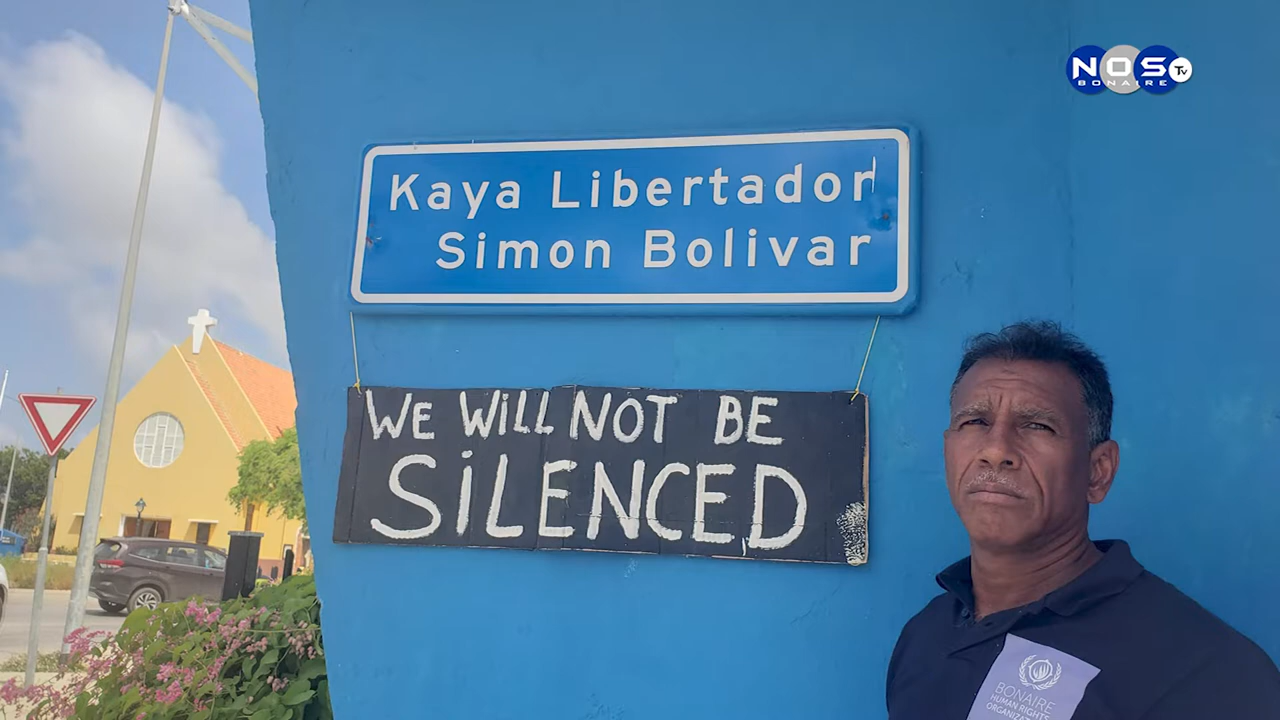 NOS TV
BONAIRE
Kaya Libertador
Simon Bolivar
WE WiLL NOT BE
SiLENCED
BONAIRE
HUMAN RIGHTS